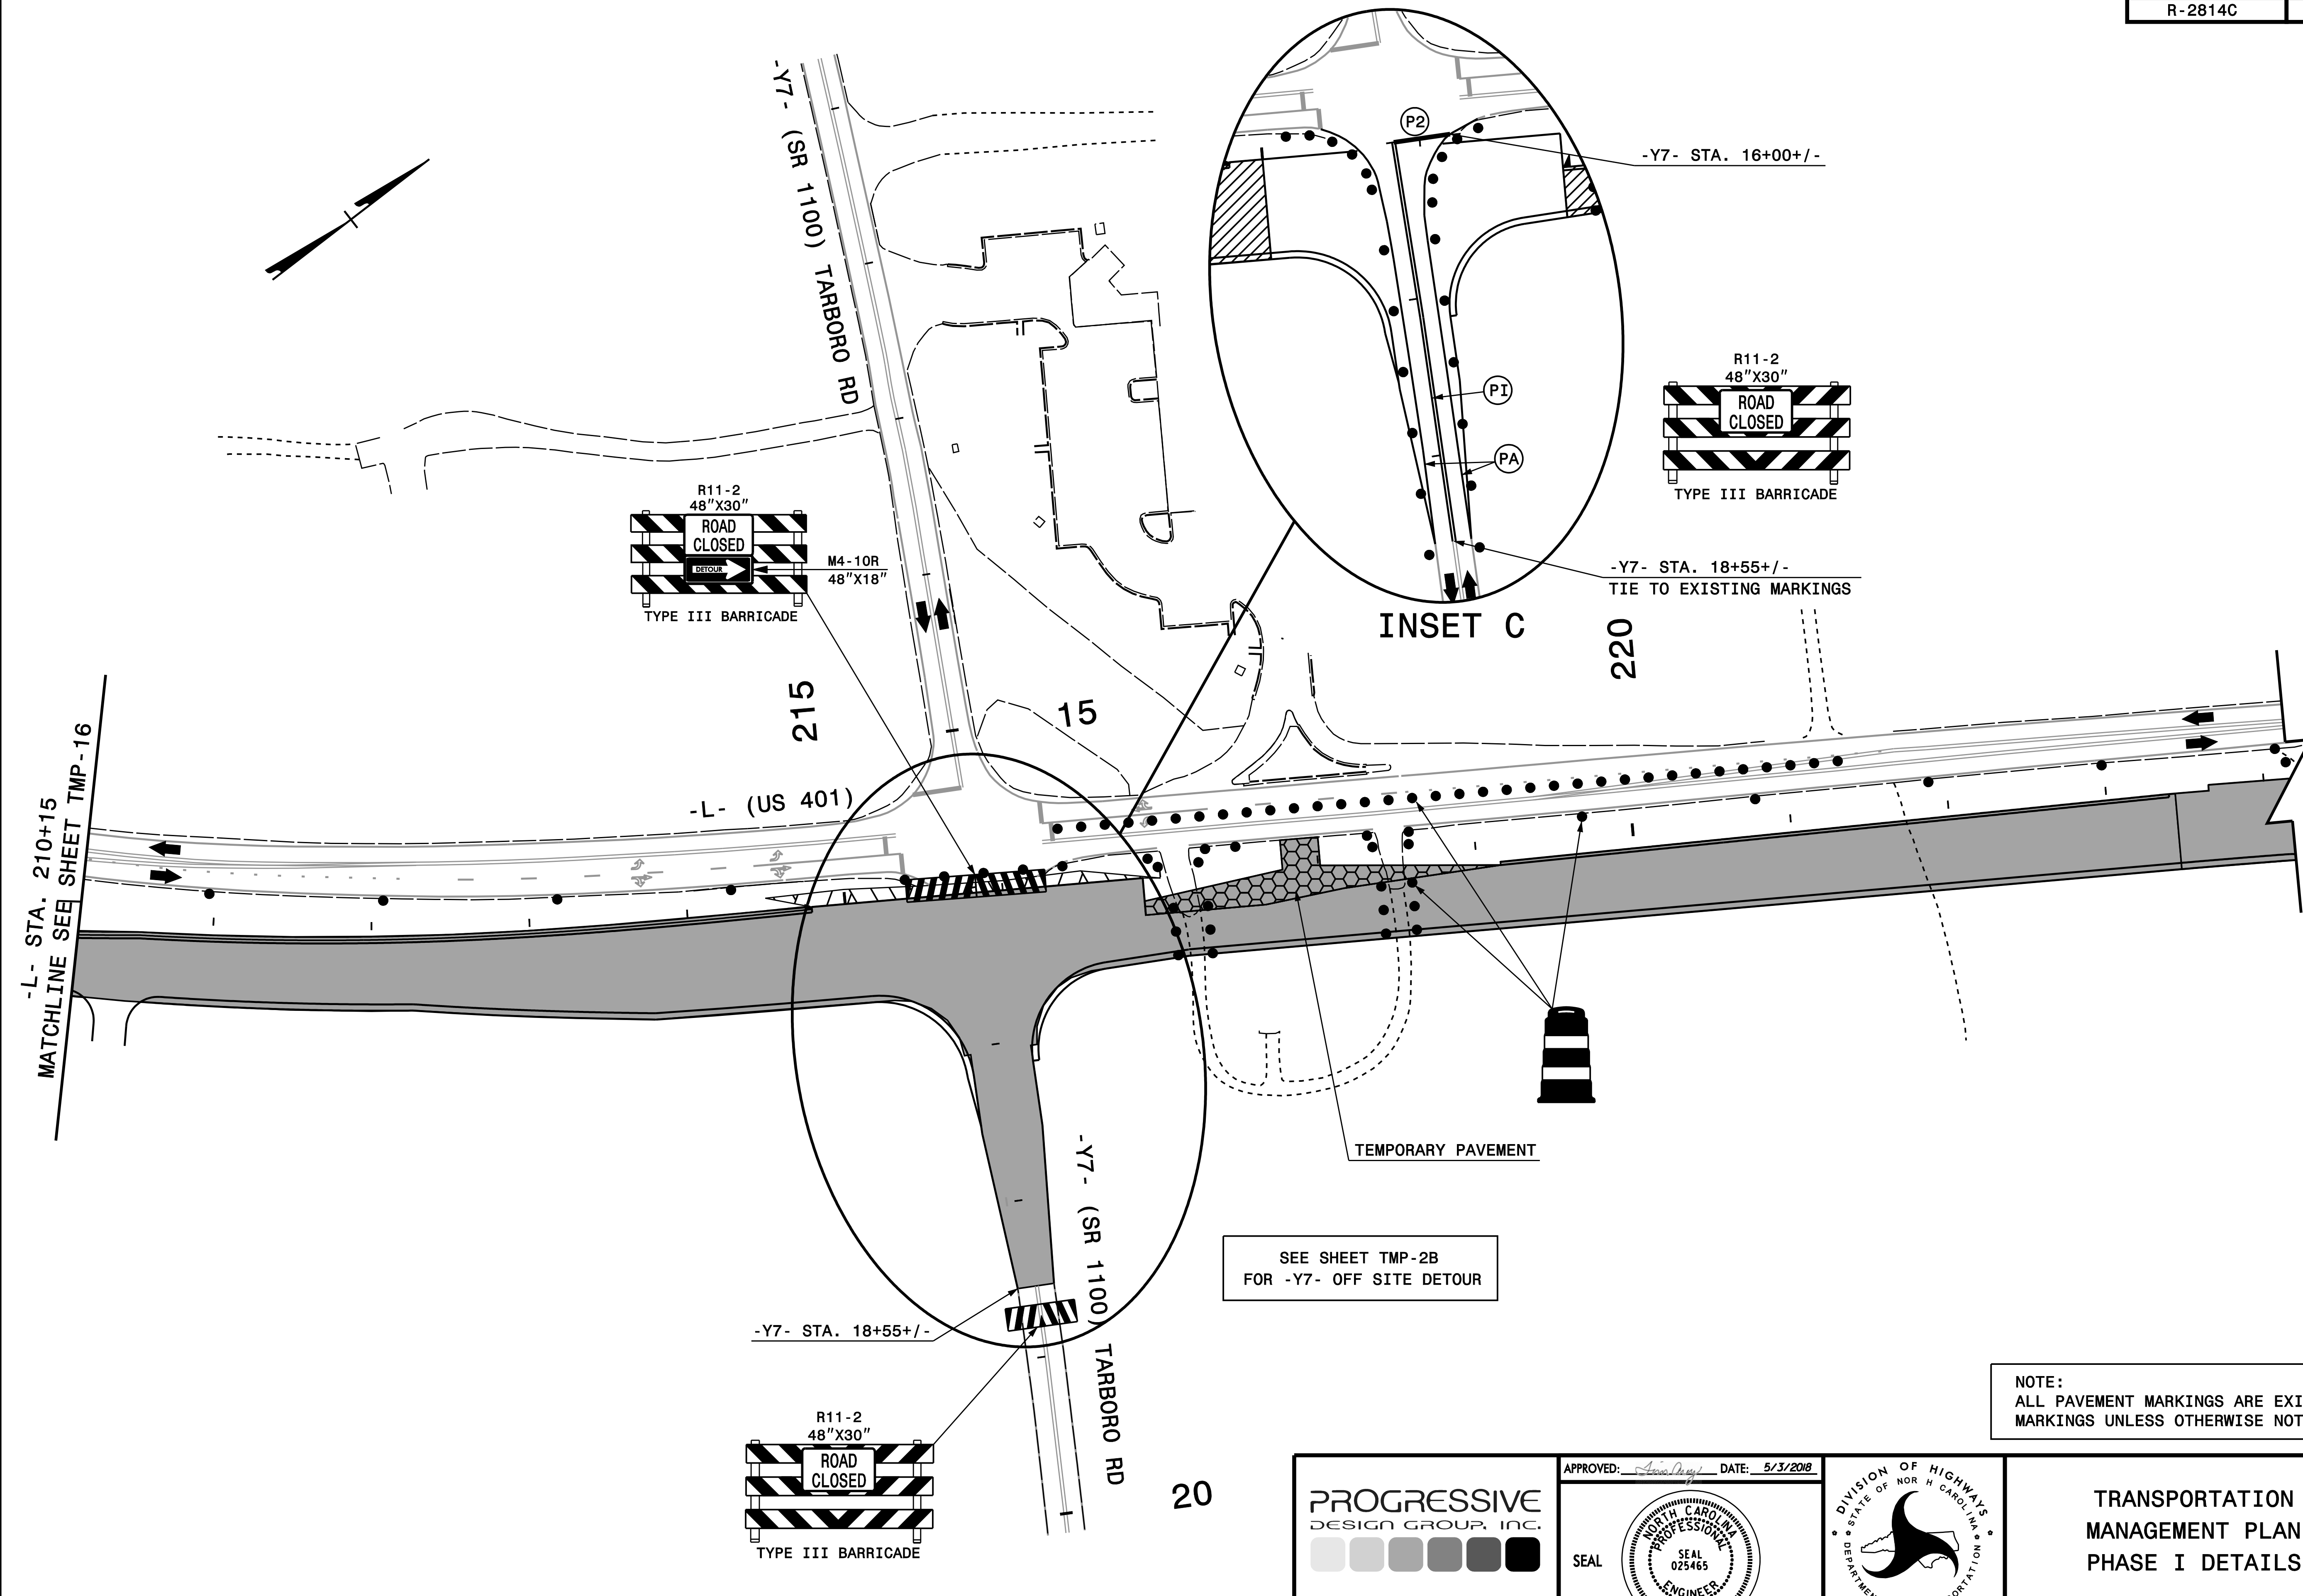 R-2814C
-Y7- (SR 1100) TARBORO RD
P2
-Y7- STA. 16+00+/-
PI
PA
R11-2
48"X30"
ROAD
CLOSED
TYPE III BARRICADE
-Y7- STA. 18+55+/-
TIE TO EXISTING MARKINGS
INSET C
220
R11-2
48"X30"
ROAD
CLOSED
DETOUR
M4-10R
48"X18"
TYPE III BARRICADE
215
15
-L- (US 401)
-L- STA. 210+15
MATCHLINE SEE SHEET TMP-16
TEMPORARY PAVEMENT
-Y7- (SR 1100) TARBORO RD
SEE SHEET TMP-2B
FOR -Y7- OFF SITE DETOUR
-Y7- STA. 18+55+/-
R11-2
48"X30"
ROAD
CLOSED
TYPE III BARRICADE
20
NOTE:
ALL PAVEMENT MARKINGS ARE EXI
MARKINGS UNLESS OTHERWISE NOT
PROGRESSIVE
DESIGN GROUP, INC.
APPROVED: DATE: 5/3/2018
SEAL
NORTH CAROLINA
PROFESSIONAL
SEAL
025465
ENGINEER
DIVISION OF HIGHWAYS
STATE OF NORTH CAROLINA
TRANSPORTATION
MANAGEMENT PLAN
PHASE I DETAILS